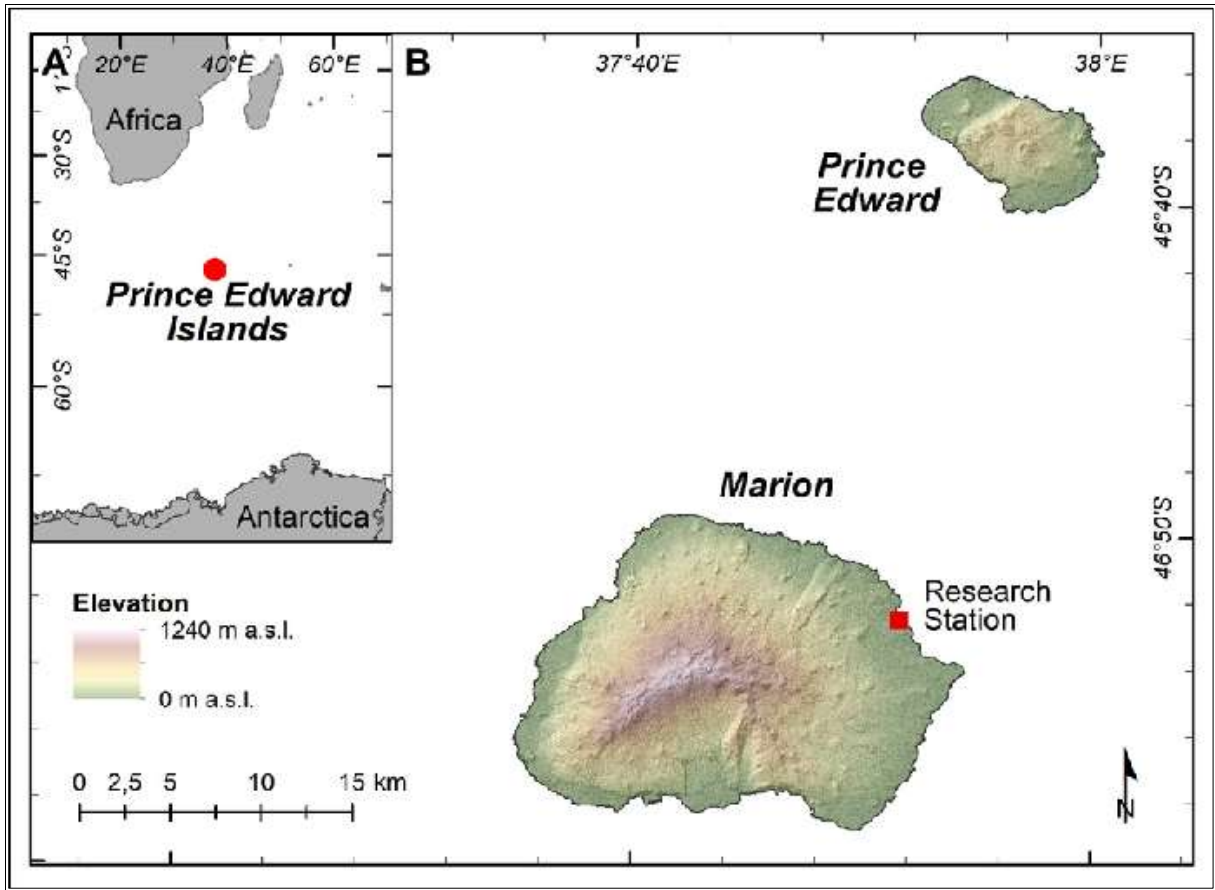 A
20°E
40°E
60°E
Africa
30°S
45°S
Prince Edward
Islands
60°S
Antarctica
Elevation
1240 m a.s.l.
0 m a.s.l.
0 2,5 5 10 15 km
B
37°40'E
38°E
Prince
Edward
46°40'S
Marion
46°50'S
Research
Station
N